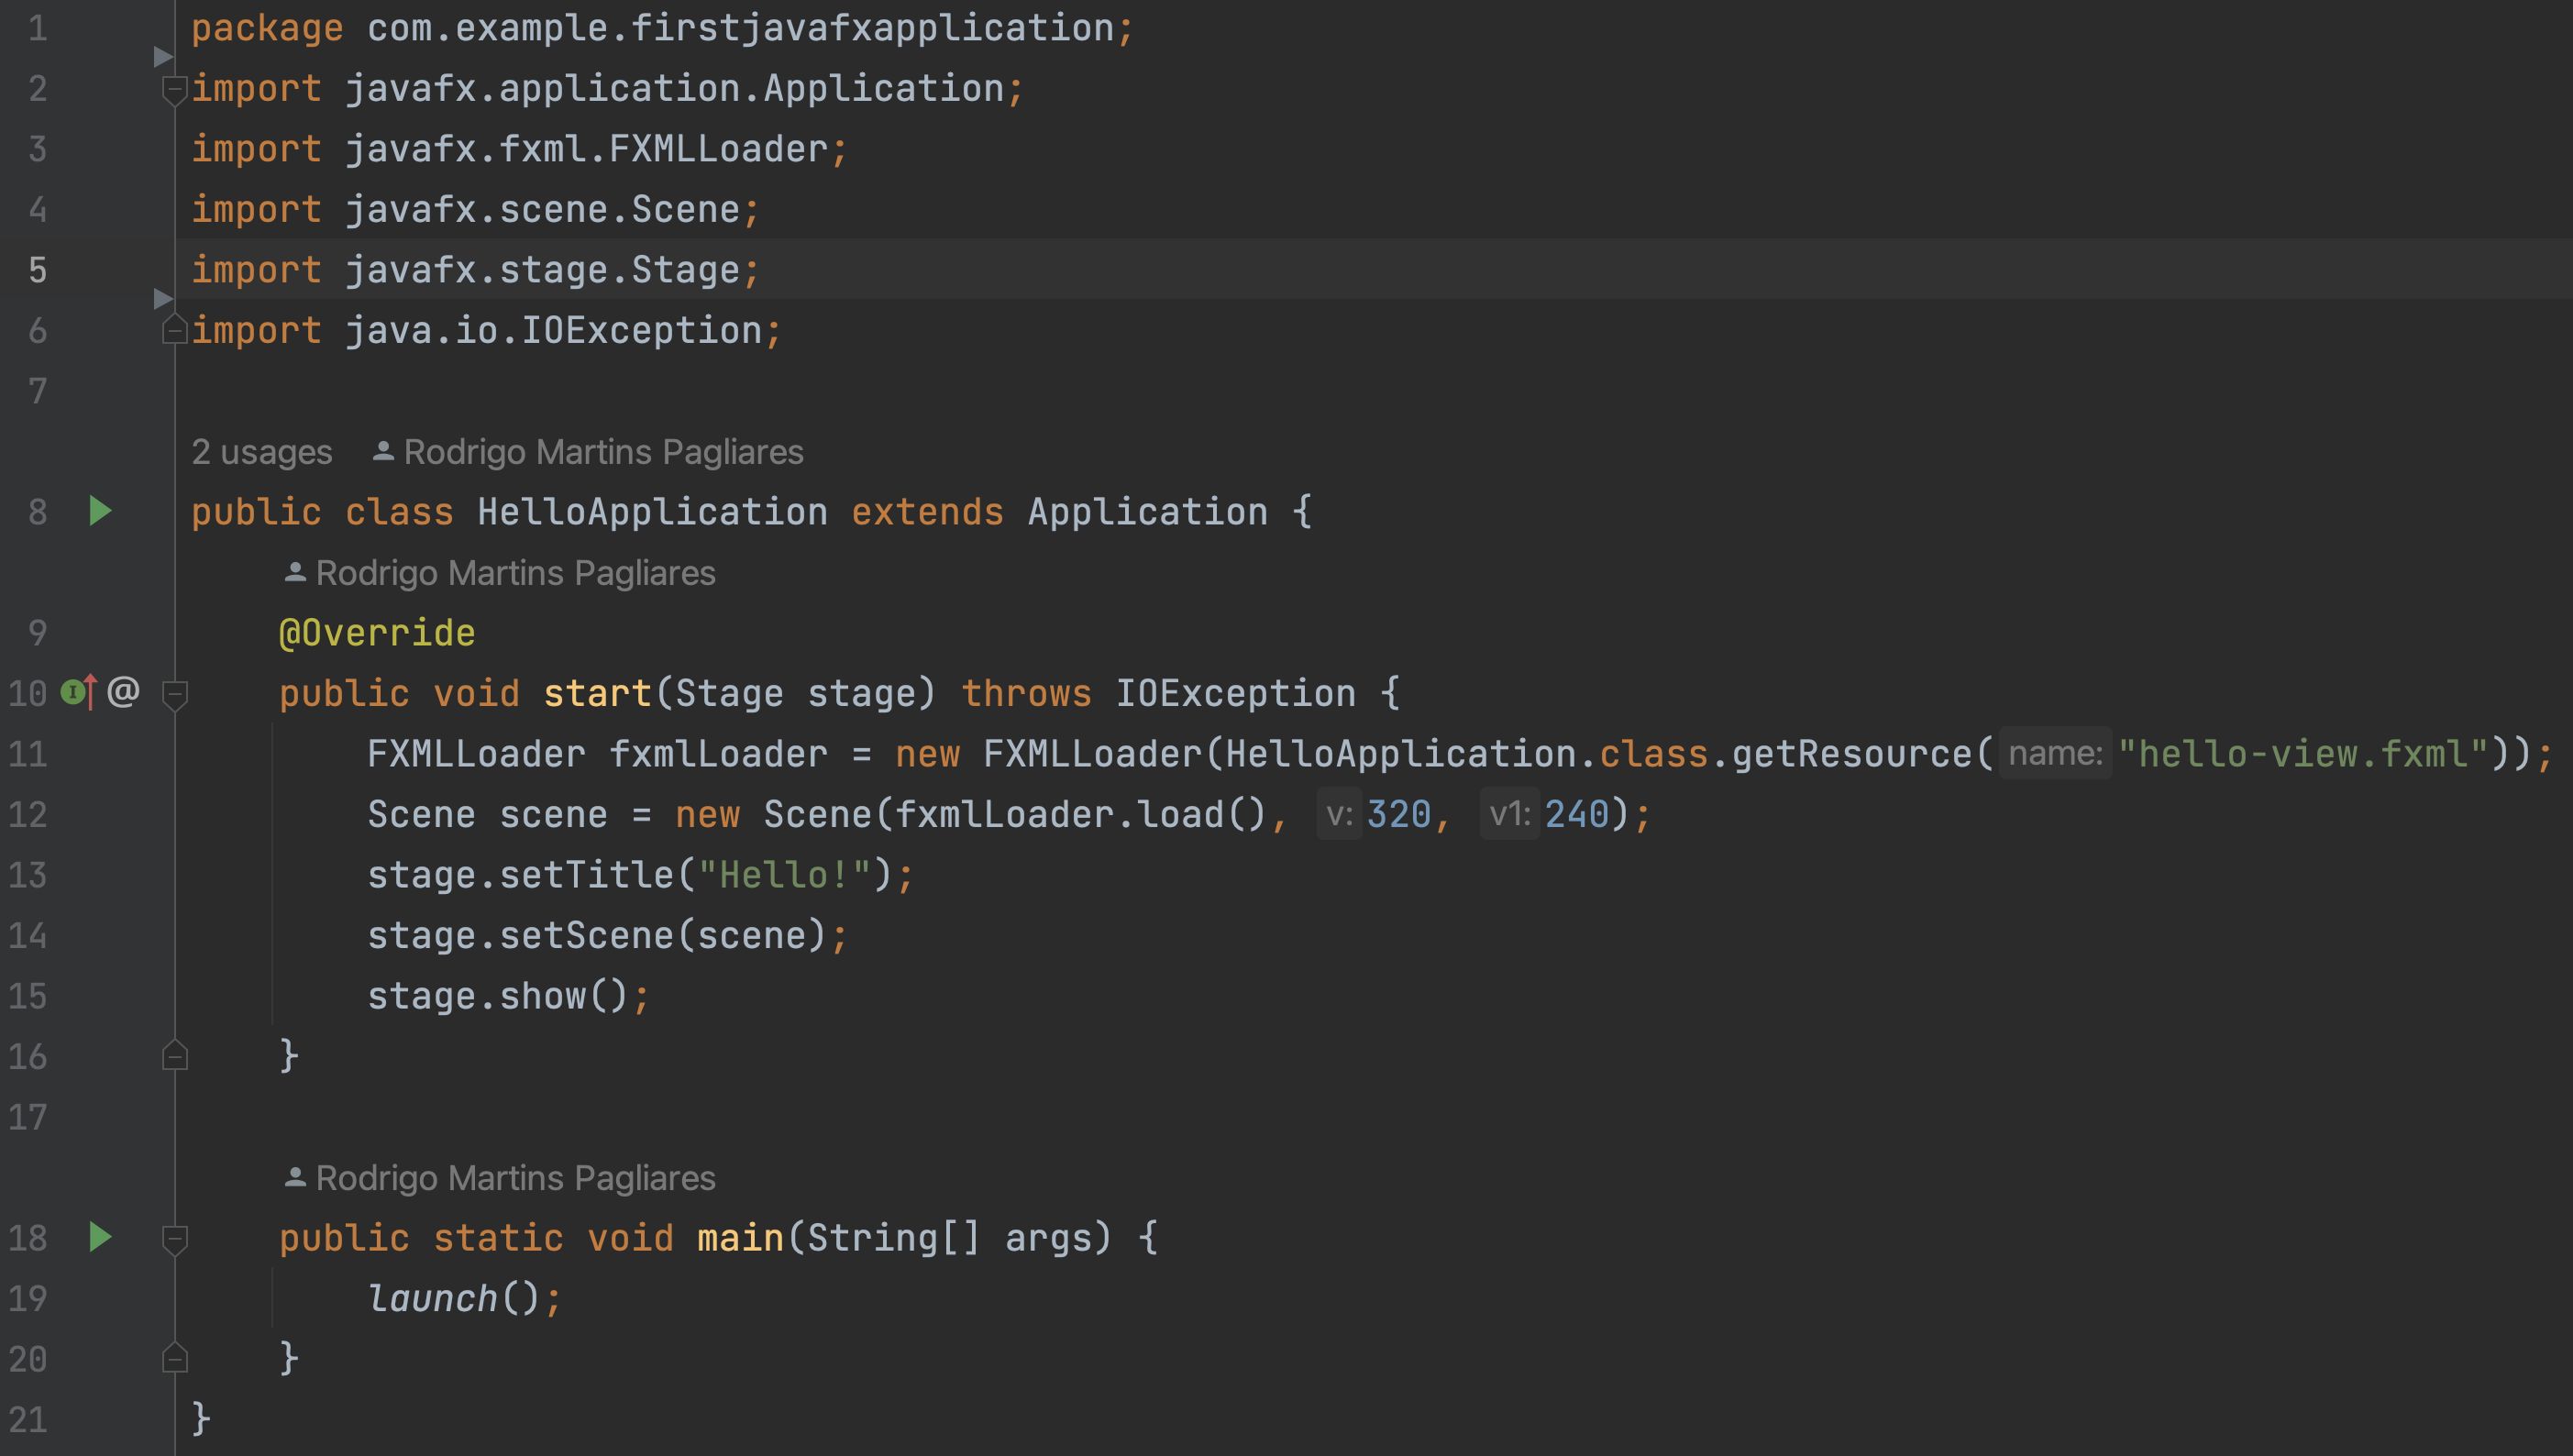 1 package com.example.firstjavafxapplication;
2 import javafx.application.Application;
3 import javafx.fxml.FXMLLoader;
4 import javafx.scene.Scene;
5 import javafx.stage.Stage;
6 import java.io.IOException;
7
2 usages Rodrigo Martins Pagliares
8 public class HelloApplication extends Application {
Rodrigo Martins Pagliares
9 @Override
10 @ public void start(Stage stage) throws IOException {
11 FXMLLoader fxmlLoader = new FXMLLoader(HelloApplication.class.getResource( name: "hello-view.fxml"));
12 Scene scene = new Scene(fxmlLoader.load(), v: 320, v1: 240);
13 stage.setTitle("Hello!");
14 stage.setScene(scene);
15 stage.show();
16 }
17
Rodrigo Martins Pagliares
18 public static void main(String[] args) {
19 launch();
20 }
21 }